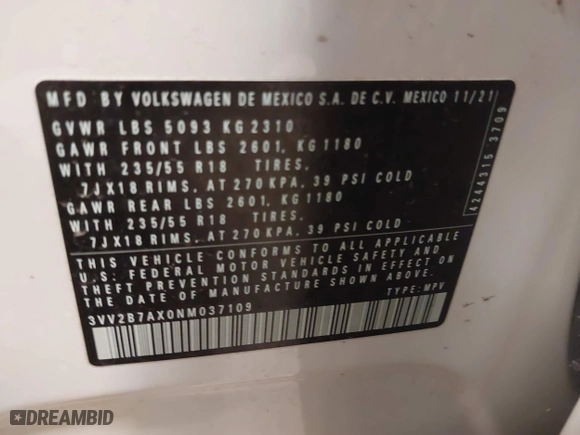 MFD BY VOLKSWAGEN DE MEXICO S.A. DE C.V. MEXICO 11/21
GVWR LBS 5093 KG 2310
GAWR FRONT LBS 2601, KG 1180
WITH 235/55 R18 TIRES,
7JX18 RIMS, AT 270 KPA, 39 PSI COLD
GAWR REAR LBS 2601, KG 1180
WITH 235/55 R18 TIRES,
7JX18 RIMS, AT 270 KPA, 39 PSI COLD
THIS VEHICLE CONFORMS TO ALL APPLICABLE
U.S. FEDERAL MOTOR VEHICLE SAFETY AND
THEFT PREVENTION STANDARDS IN EFFECT ON
THE DATE OF MANUFACTURE SHOWN ABOVE.
3VV2B7AX0NM037109 TYPE: MPV
4244315 3709
DREAMBID